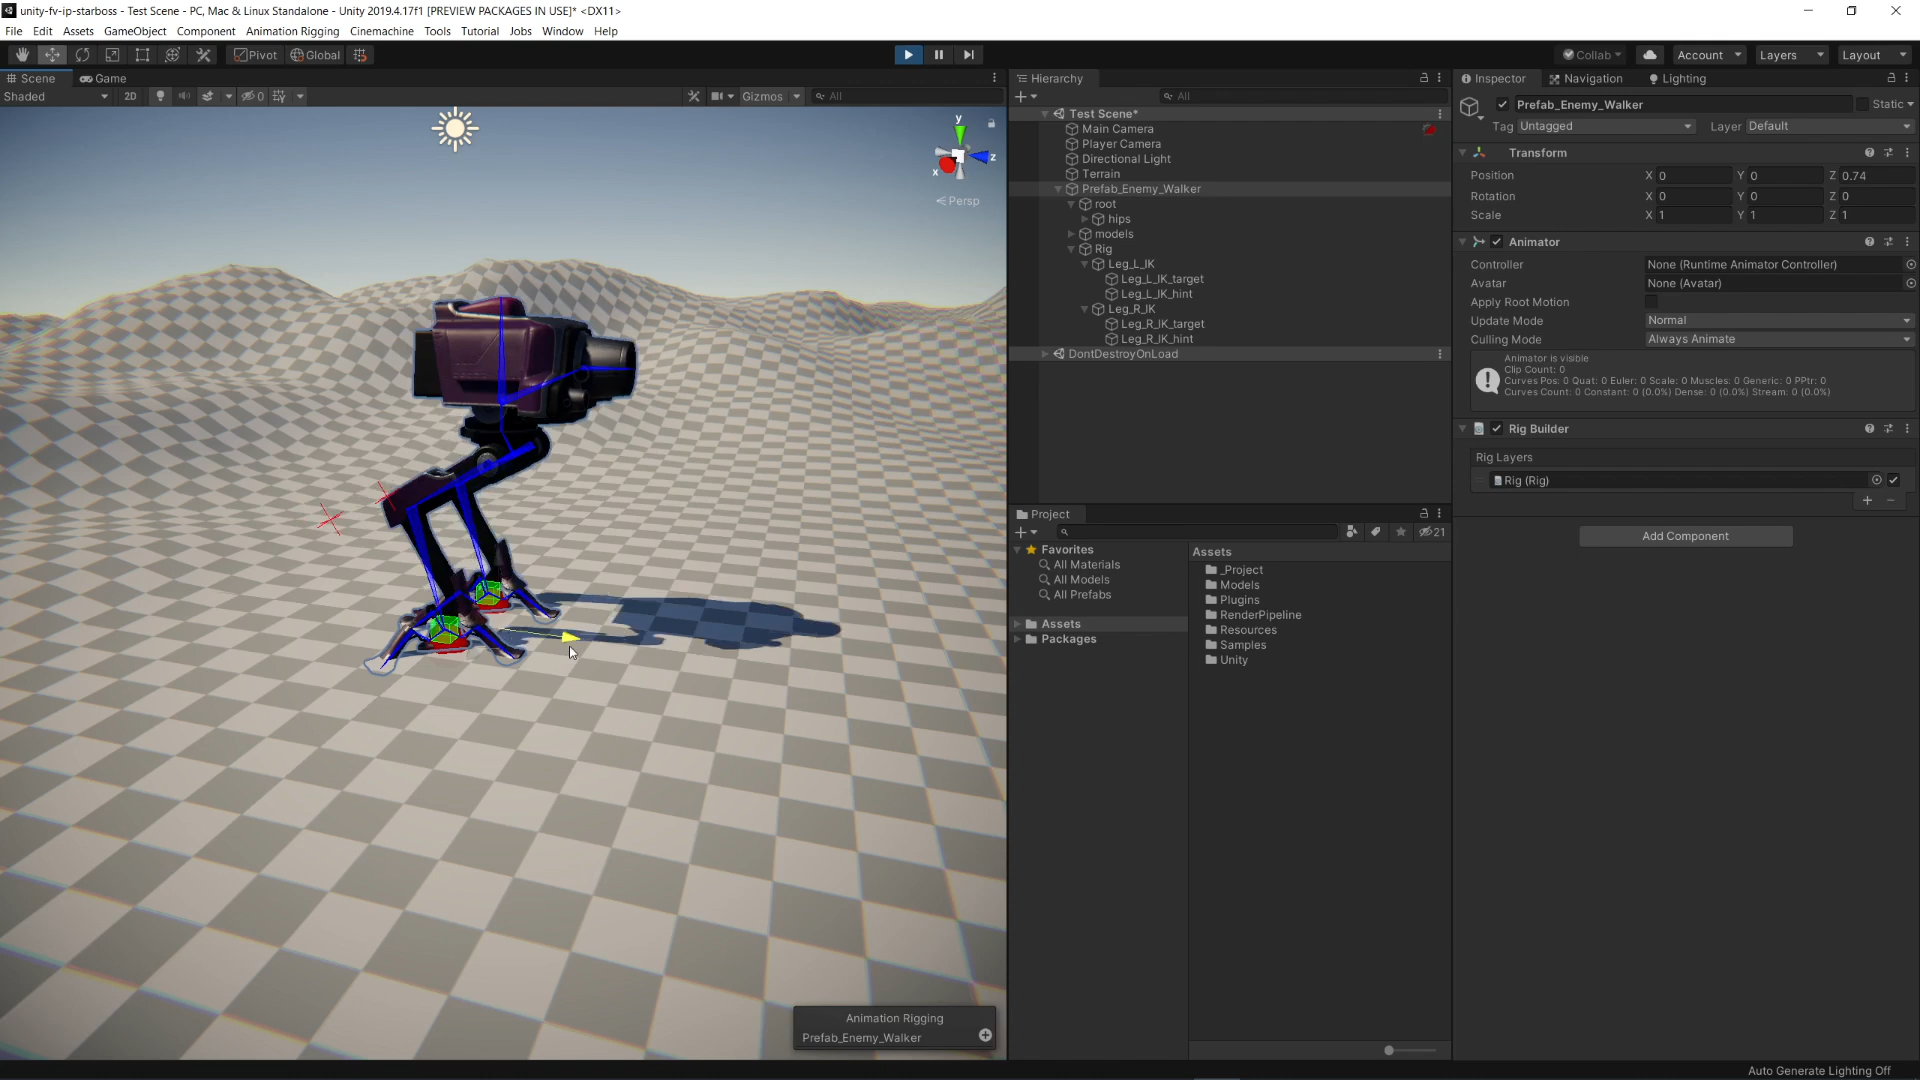 unity-fv-ip-starboss - Test Scene - PC, Mac & Linux Standalone - Unity 2019.4.17f1 [PREVIEW PACKAGES IN USE]* <DX11>
File Edit Assets GameObject Component Animation Rigging Cinemachine Tools Tutorial Jobs Window Help
Pivot Global Collab Account Layers Layout
Scene Game
Shaded 2D 0 Gizmos All
y
z
x
Persp
Animation Rigging
Prefab_Enemy_Walker
Hierarchy
All
Test Scene*
Main Camera
Player Camera
Directional Light
Terrain
Prefab_Enemy_Walker
root
hips
models
Rig
Leg_L_IK
Leg_L_IK_target
Leg_L_IK_hint
Leg_R_IK
Leg_R_IK_target
Leg_R_IK_hint
DontDestroyOnLoad
Project
21
Favorites
All Materials
All Models
All Prefabs
Assets
Packages
Assets
_Project
Models
Plugins
RenderPipeline
Resources
Samples
Unity
Inspector Navigation Lighting
Prefab_Enemy_Walker Static
Tag Untagged Layer Default
Transform
Position X 0 Y 0 Z 0.74
Rotation X 0 Y 0 Z 0
Scale X 1 Y 1 Z 1
Animator
Controller None (Runtime Animator Controller)
Avatar None (Avatar)
Apply Root Motion
Update Mode Normal
Culling Mode Always Animate
Animator is visible
Clip Count: 0
Curves Pos: 0 Quat: 0 Euler: 0 Scale: 0 Muscles: 0 Generic: 0 PPtr: 0
Curves Count: 0 Constant: 0 (0.0%) Dense: 0 (0.0%) Stream: 0 (0.0%)
Rig Builder
Rig Layers
Rig (Rig)
Add Component
Auto Generate Lighting Off